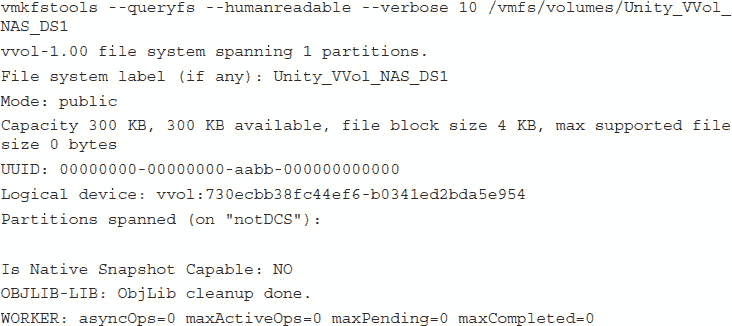 vmkfstools --queryfs --humanreadable --verbose 10 /vmfs/volumes/Unity_VVol_
NAS_DS1
vvol-1.00 file system spanning 1 partitions.
File system label (if any): Unity_VVol_NAS_DS1
Mode: public
Capacity 300 KB, 300 KB available, file block size 4 KB, max supported file
size 0 bytes
UUID: 00000000-00000000-aabb-000000000000
Logical device: vvol:730ecbb38fc44ef6-b0341ed2bda5e954
Partitions spanned (on "notDCS"):
Is Native Snapshot Capable: NO
OBJLIB-LIB: ObjLib cleanup done.
WORKER: asyncOps=0 maxActiveOps=0 maxPending=0 maxCompleted=0